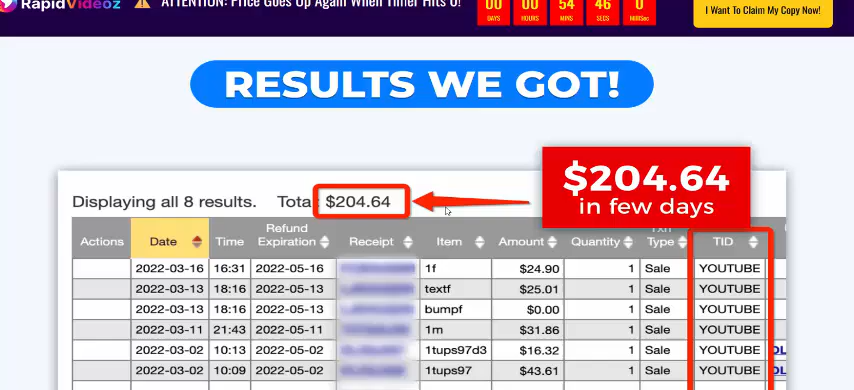 RapidVideoz ATTENTION: Price Goes Up Again When Timer Hits 0! 00 00 54 46 0 I Want To Claim My Copy Now!
DAYS HOURS MINS SECS MilliSec
RESULTS WE GOT!
$204.64
in few days
Displaying all 8 results. Tota $204.64
Actions Date Time Refund Expiration Receipt Item Amount Quantity Txn Type TID
2022-03-16 16:31 2022-05-16 1f $24.90 1 Sale YOUTUBE
2022-03-13 18:16 2022-05-13 textf $25.01 1 Sale YOUTUBE
2022-03-13 18:16 2022-05-13 bumpf $0.00 1 Sale YOUTUBE
2022-03-11 21:43 2022-05-11 1m $31.86 1 Sale YOUTUBE
2022-03-02 10:13 2022-05-02 1tups97d3 $16.32 1 Sale YOUTUBE
2022-03-02 10:09 2022-05-02 1tups97 $43.61 1 Sale YOUTUBE